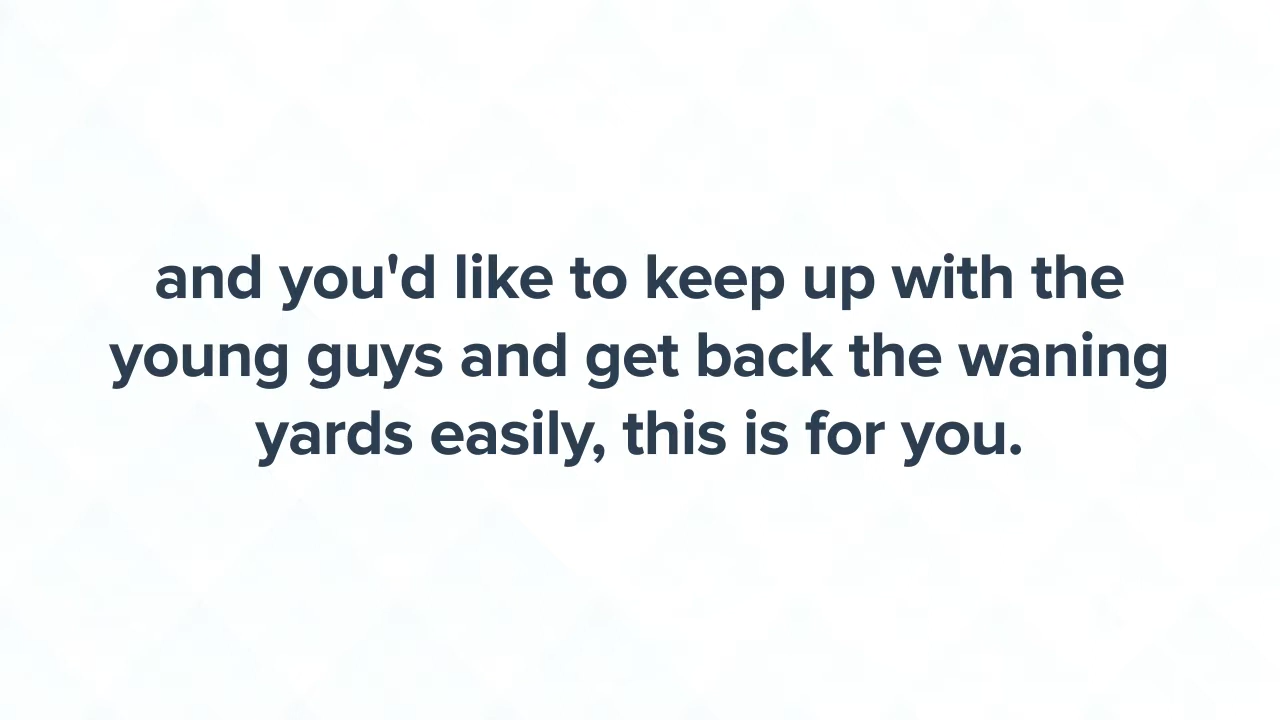 and you'd like to keep up with the
young guys and get back the waning
yards easily, this is for you.